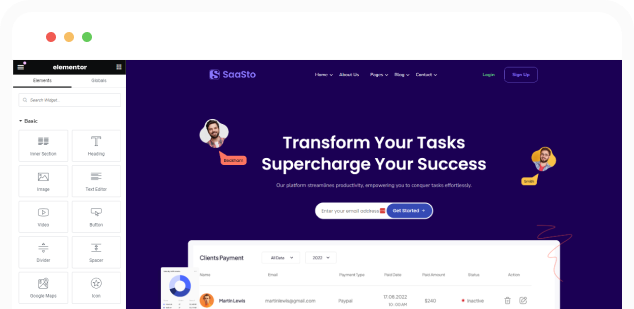 elementor
Elements Globals
Search Widget
Basic
Inner Section Heading
Image Text Editor
Video Button
Divider Spacer
Google Maps Icon
SaaSto
Home About Us Pages Blog Contact
Login Sign Up
Transform Your Tasks
Supercharge Your Success
Our platform streamlines productivity, empowering you to conquer tasks effortlessly.
Enter your email address Get Started
Clients Payment All Data 2022
Name Email Payment Type Paid Date Paid Amount Status Action
Martin Lewis martinlewis@gmail.com Paypal 17.08.2022 $240 Inactive
10:00AM